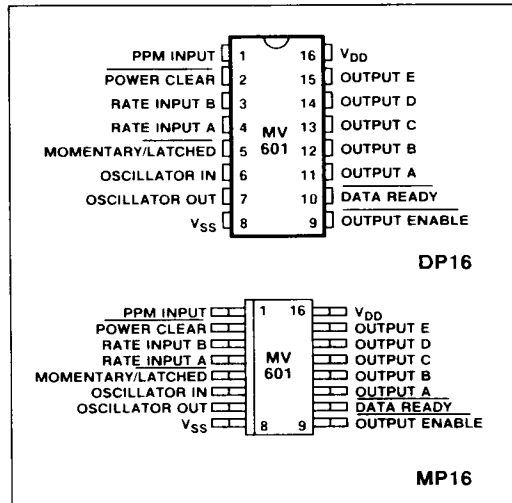 PPM INPUT 1 16 VDD
POWER CLEAR 2 15 OUTPUT E
RATE INPUT B 3 14 OUTPUT D
RATE INPUT A 4 13 OUTPUT C
MOMENTARY/LATCHED 5 MV 601 12 OUTPUT B
OSCILLATOR IN 6 11 OUTPUT A
OSCILLATOR OUT 7 10 DATA READY
VSS 8 9 OUTPUT ENABLE
DP16
PPM INPUT 1 16 VDD
POWER CLEAR OUTPUT E
RATE INPUT B OUTPUT D
RATE INPUT A MV OUTPUT C
MOMENTARY/LATCHED 601 OUTPUT B
OSCILLATOR IN OUTPUT A
OSCILLATOR OUT DATA READY
VSS 8 9 OUTPUT ENABLE
MP16